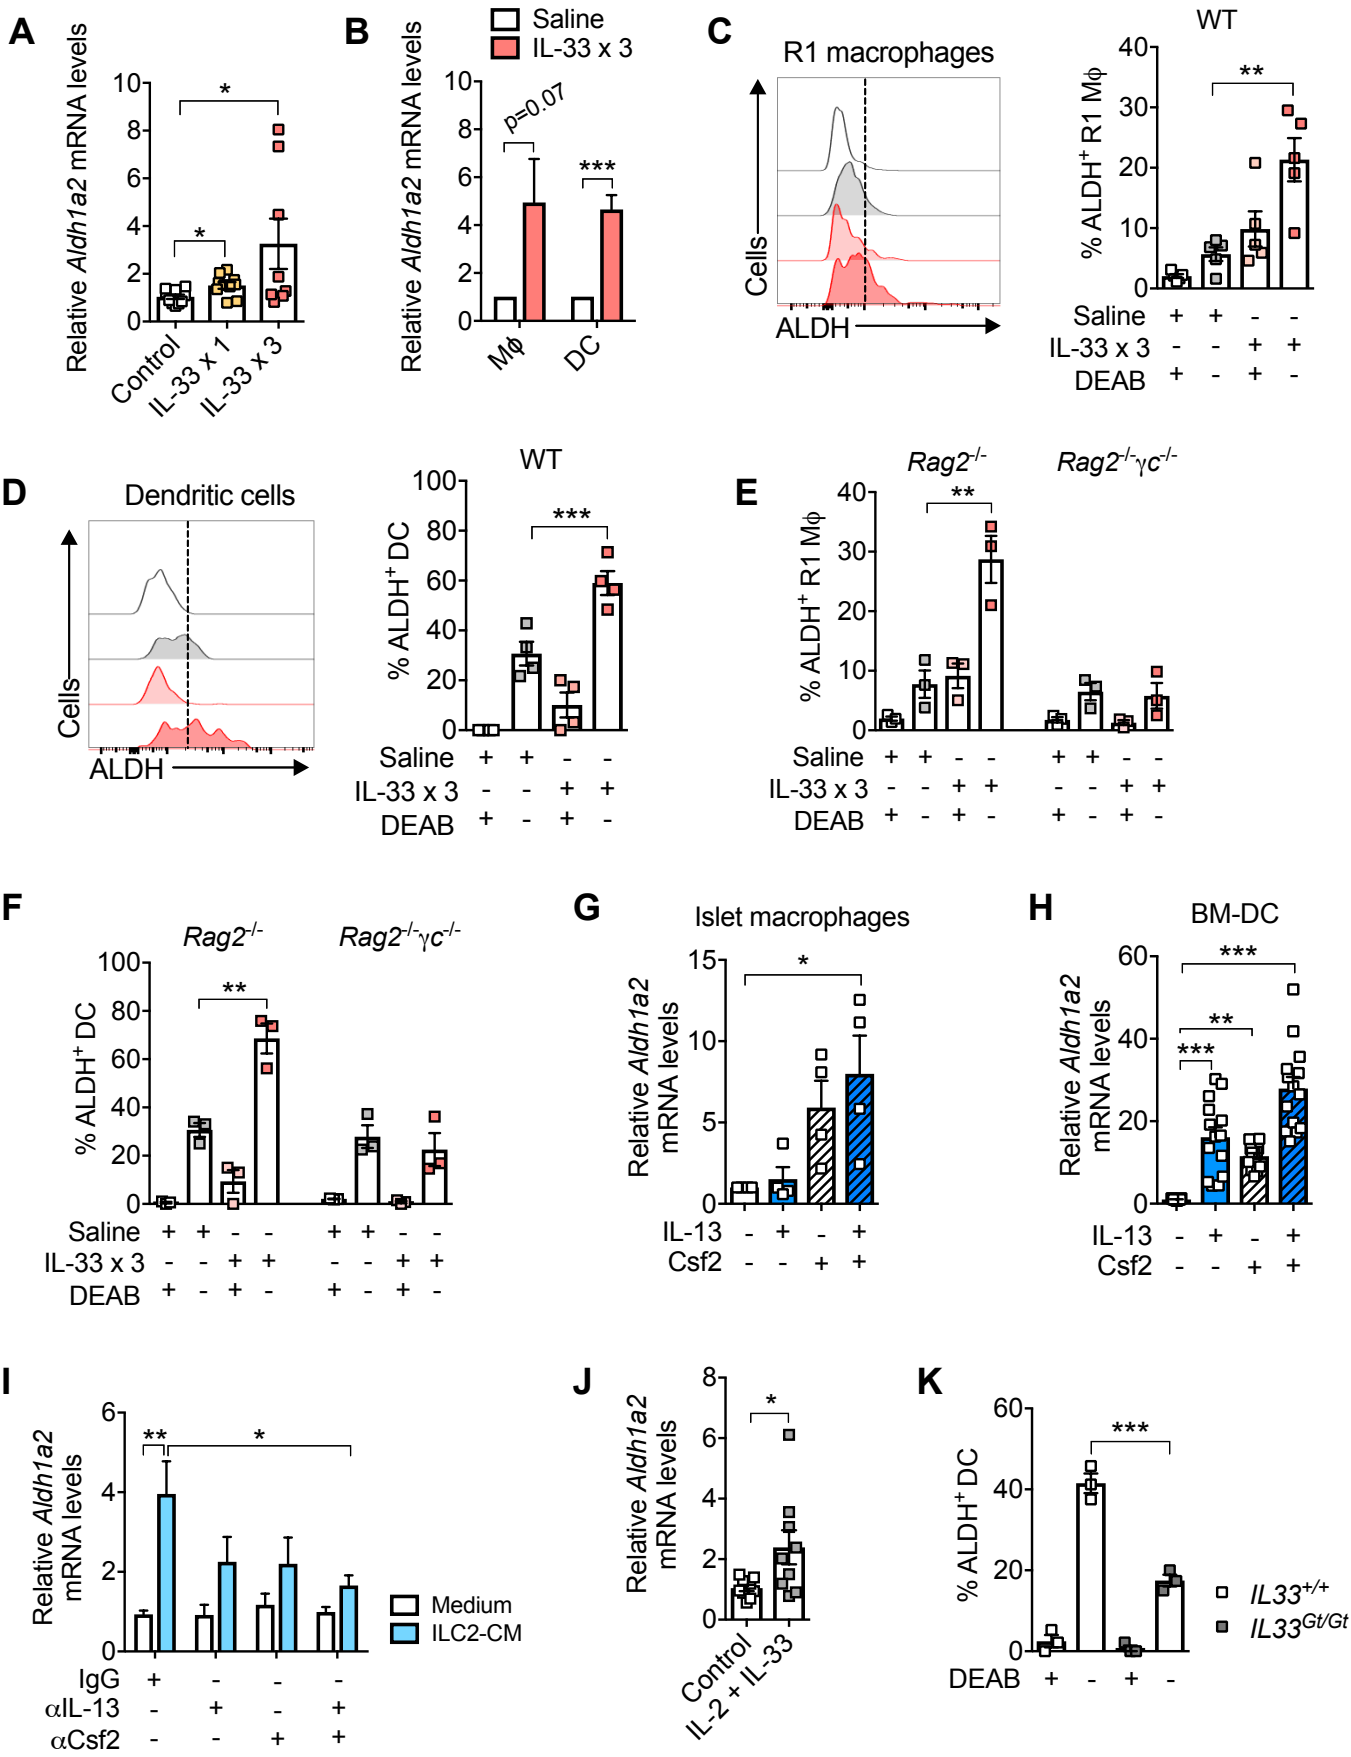 A
Relative Aldh1a2 mRNA levels
10
8
6
4
2
0
*
*
Control
IL-33 x 1
IL-33 x 3
B
Saline
IL-33 x 3
Relative Aldh1a2 mRNA levels
10
8
6
4
2
0
p=0.07
***
Mϕ
DC
C
R1 macrophages
Cells
ALDH
WT
% ALDH+ R1 Mϕ
40
30
20
10
0
**
Saline + + - -
IL-33 x 3 - - + +
DEAB + - + -
D
Dendritic cells
Cells
ALDH
WT
% ALDH+ DC
100
80
60
40
20
0
***
Saline + + - -
IL-33 x 3 - - + +
DEAB + - + -
E
Rag2-/- Rag2-/-γc-/-
% ALDH+ R1 Mϕ
40
30
20
10
0
**
Saline + + - - + + - -
IL-33 x 3 - - + + - - + +
DEAB + - + - + - + -
F
Rag2-/- Rag2-/-γc-/-
% ALDH+ DC
100
80
60
40
20
0
**
Saline + + - - + + - -
IL-33 x 3 - - + + - - + +
DEAB + - + - + - + -
G
Islet macrophages
Relative Aldh1a2
mRNA levels
15
10
5
0
*
IL-13 - + - +
Csf2 - - + +
H
BM-DC
Relative Aldh1a2
mRNA levels
60
40
20
0
***
**
***
IL-13 - + - +
Csf2 - - + +
I
Relative Aldh1a2
mRNA levels
6
4
2
0
**
*
Medium
ILC2-CM
IgG + - - -
αIL-13 - + - +
αCsf2 - - + +
J
Relative Aldh1a2
mRNA levels
8
6
4
2
0
*
Control
IL-2 + IL-33
K
% ALDH+ DC
60
40
20
0
***
IL33+/+
IL33Gt/Gt
DEAB + - + -